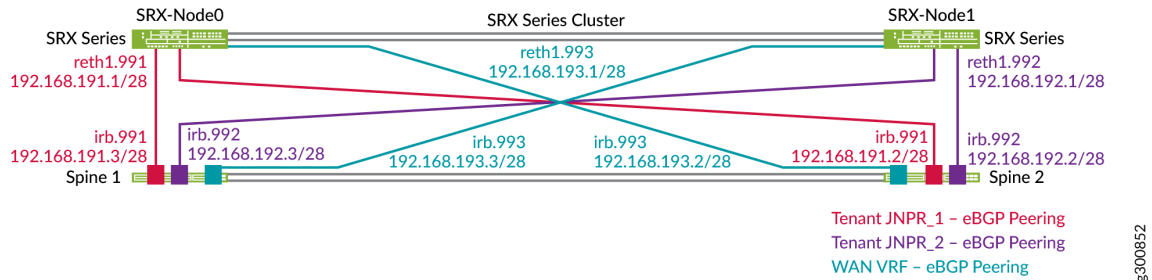 SRX-Node0
SRX Series Cluster
SRX-Node1
SRX Series
SRX Series
reth1.991
192.168.191.1/28
reth1.993
192.168.193.1/28
reth1.992
192.168.192.1/28
irb.991
192.168.191.3/28
irb.992
192.168.192.3/28
irb.993
192.168.193.3/28
irb.993
192.168.193.2/28
irb.991
192.168.191.2/28
irb.992
192.168.192.2/28
Spine 1
Spine 2
Tenant JNPR_1 – eBGP Peering
Tenant JNPR_2 – eBGP Peering
WAN VRF – eBGP Peering
g300852